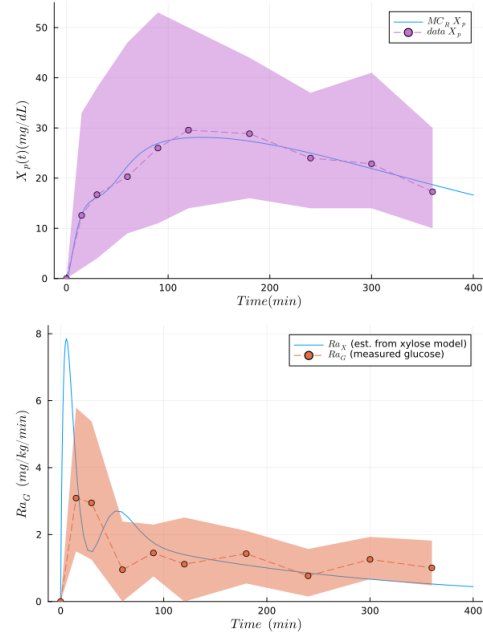 50
40
30
20
10
0
X_p(t)(mg/dL)
MC_R X_p
data X_p
0 100 200 300 400
Time(min)
8
6
4
2
0
Ra_G (mg/kg/min)
Ra_X (est. from xylose model)
Ra_G (measured glucose)
0 100 200 300 400
Time (min)